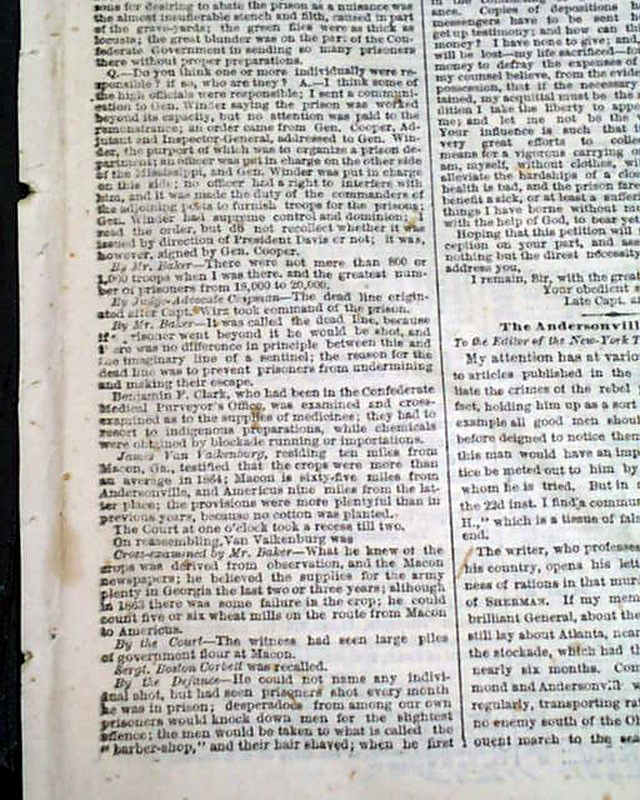 sons for desiring to abate the prison as a nuisance was
the almost insufferable stench and filth, caused in part
of the grave-yards; the green flies were as thick as
locusts; the great blunder was on the part of the Con-
federate Government in sending so many prisoners
there without proper preparations.
Q.—Do you think one or more individually were re-
sponsible? if so, who are they? A.—I think some of
the high officials were responsible; I sent a communi-
cation to Gen. Winder saying the prison was worked
beyond its capacity, but no attention was paid to the
remonstrance; an order came from Gen. Cooper, Ad-
jutant and Inspector-General, addressed to Gen. Win-
der, the purport of which was to organize a prison de-
partment; an officer was put in charge on the other side
of the Mississippi, and Gen. Winder was put in charge
on this side; no officer had a right to interfere with
him, and it was made the duty of the commanders of
the adjoining posts to furnish troops for the prison;
Gen. Winder had supreme control and dominion;
read the order, but do not recollect whether it was
issued by direction of President Davis or not; it was,
however, signed by Gen. Cooper.
By Mr. Baker—There were not more than 800 or
1,000 troops when I was there, and the greatest num-
ber of prisoners from 18,000 to 20,000.
By Judge-Advocate Chipman—The dead line origin-
ated after Capt. Wirz took command of the prison.
By Mr. Baker—It was called the dead line, because
if risoner went beyond it he would be shot, and
was no difference in principle between this and
the imaginary line of a sentinel; the reason for the
dead line was to prevent prisoners from undermining
and making their escape.
Benjamin F. Clark, who had been in the Confederate
Medical Purveyor's Office, was examined and cross-
examined as to the supplies of medicines; they had to
resort to indigenous preparations, while chemicals
were obtained by blockade running or importations.
James Van Valkenburg, residing ten miles from
Macon, Ga., testified that the crops were more than
an average in 1864; Macon is sixty-five miles from
Andersonville, and Americus nine miles from the lat-
ter place; the provisions were more plentyful than in
previous years, because no cotton was planted.
The Court at one o'clock took a recess till two.
On reassembling, Van Valkenburg was
Cross-examined by Mr. Baker—What he knew of the
crops was derived from observation, and the Macon
newspapers; he believed the supplies for the army
plenty in Georgia the last two or three years; although
in 1863 there was some failure in the crop; he could
count five or six wheat mills on the route from Macon
to Americus.
By the Court—The witness had seen large piles
of government flour at Macon.
Sergt. Boston Corbett was recalled.
By the Defence—He could not name any indivi-
dual shot, but had seen prisoners shot every month
he was in prison; desperadoes from among our own
prisoners would knock down men for the slightest
offence; the men would be taken to what is called the
"barber-shop," and their hair shaved; when he first
ance. Copies of depositions
messengers have to be sent
get up testimony; and how can thi
money? I have none to give; and
will be lost—my life sacrificed—fo
money to defray the expenses of
my counsel believe, from the evid
possession, that if the necessary
tained, my acquittal must be the
dition I take the liberty to appe
me; and let me not be the
Your influence is such that
very great efforts to colle
means for a vigorous carrying o
am, myself, without clothes,
alleviate the hardships of a clos
health is bad, and the prison fare
benefit a sick, or at least a suffer
things I have borne without
with the help of God, to bear yo
Hoping that this petition will
ception on your part, and as
nothing but the direst necessity
address you,
I remain, Sir, with the grea
Your obedient
Late Capt.
The Andersonvill
To the Editor of the New-York T
My attention has at vario
to articles published in the
liate the crimes of the rebel
fact, holding him up as a sort
example all good men shou
before deigned to notice them
this man would have an imp
tice be meted out to him by
whom he is tried. But in
the 22d inst. I find a commu
H.," which is a tissue of fals
end.
The writer, who professe
his country, opens his lett
ness of rations in that mur
of SHERMAN. If my mem
brilliant General, about the
still lay about Atlanta, near
the stockade, which had th
nearly six months. Con
mond and Andersonvill
regularly, transporting ra
no enemy south of the O
quent march to the sea